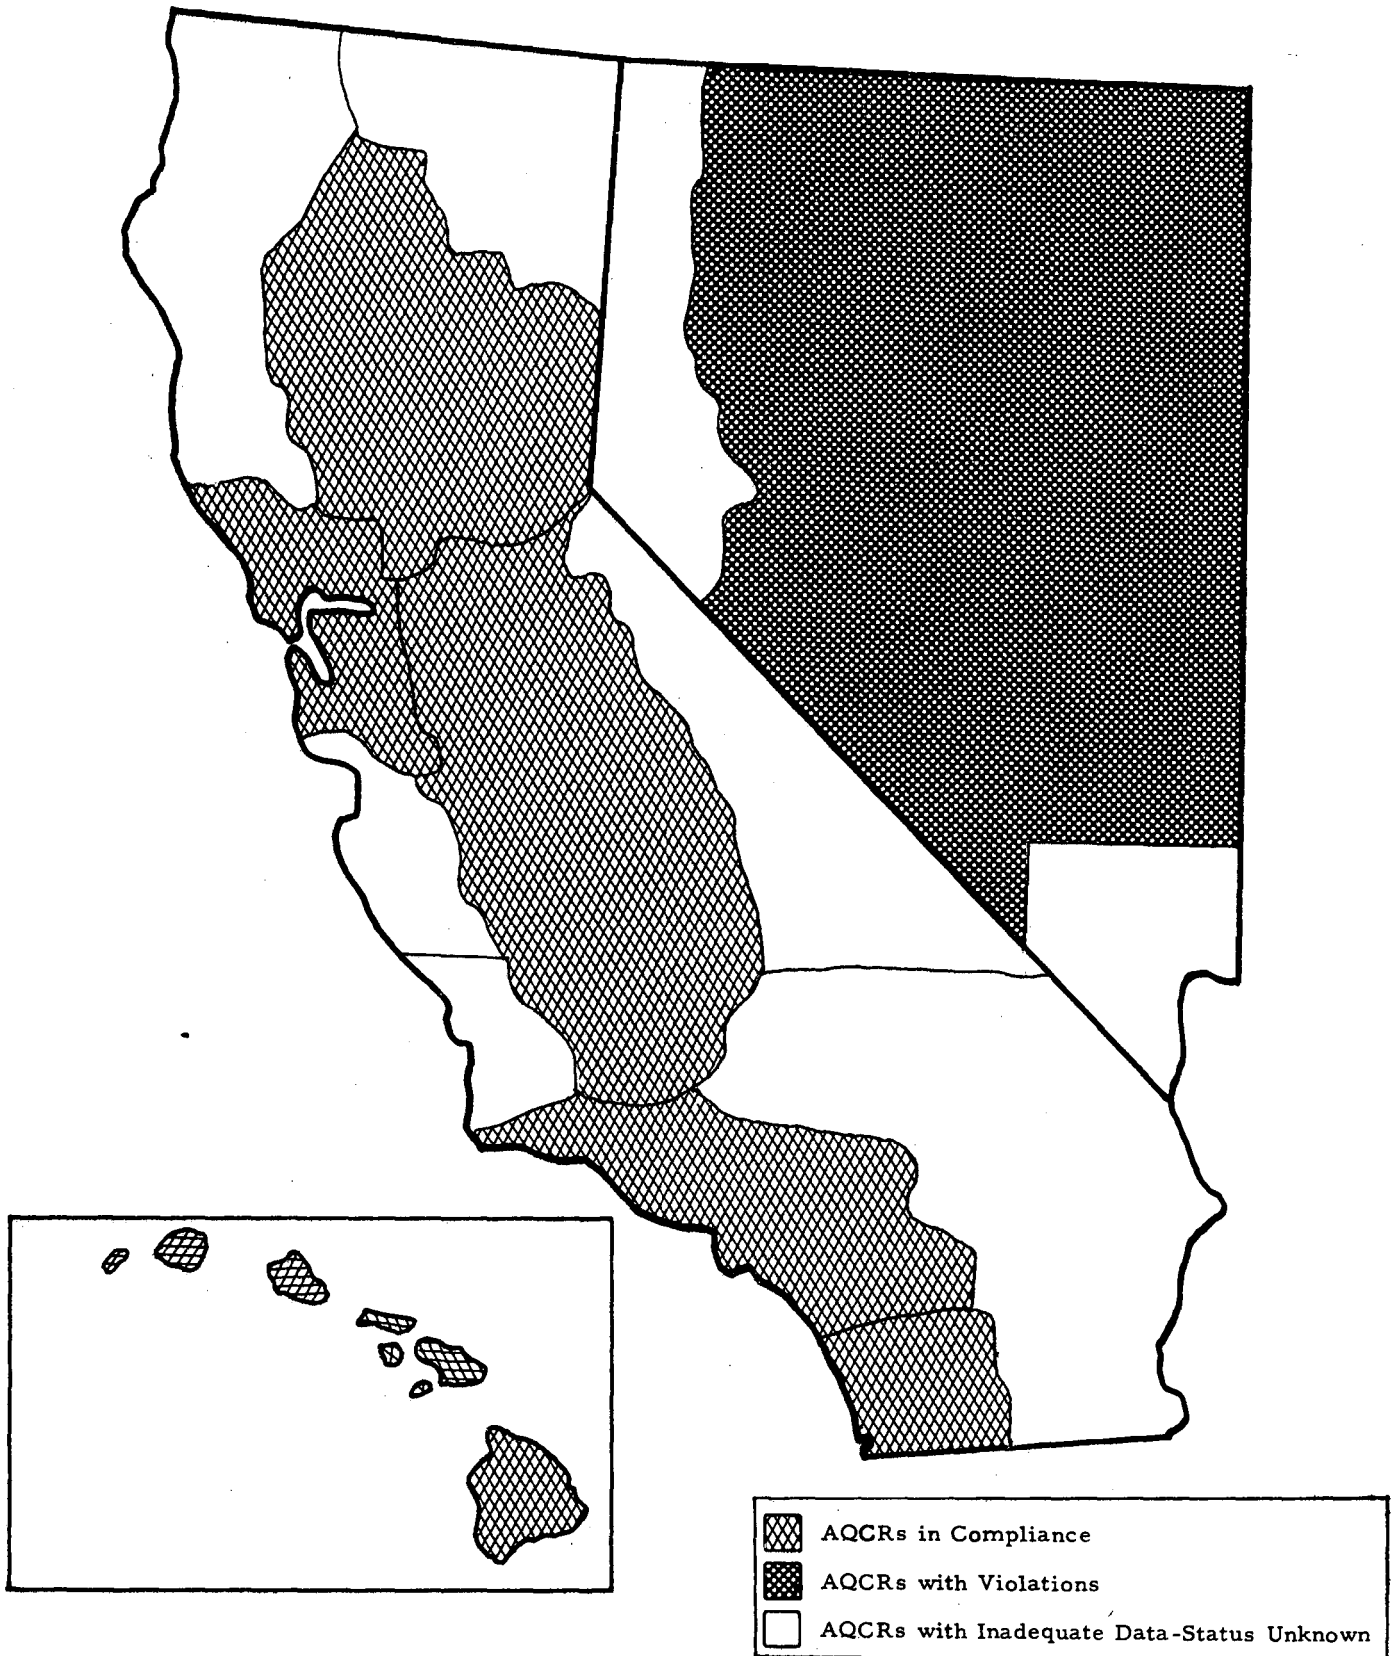 AQCRs in Compliance
AQCRs with Violations
AQCRs with Inadequate Data-Status Unknown